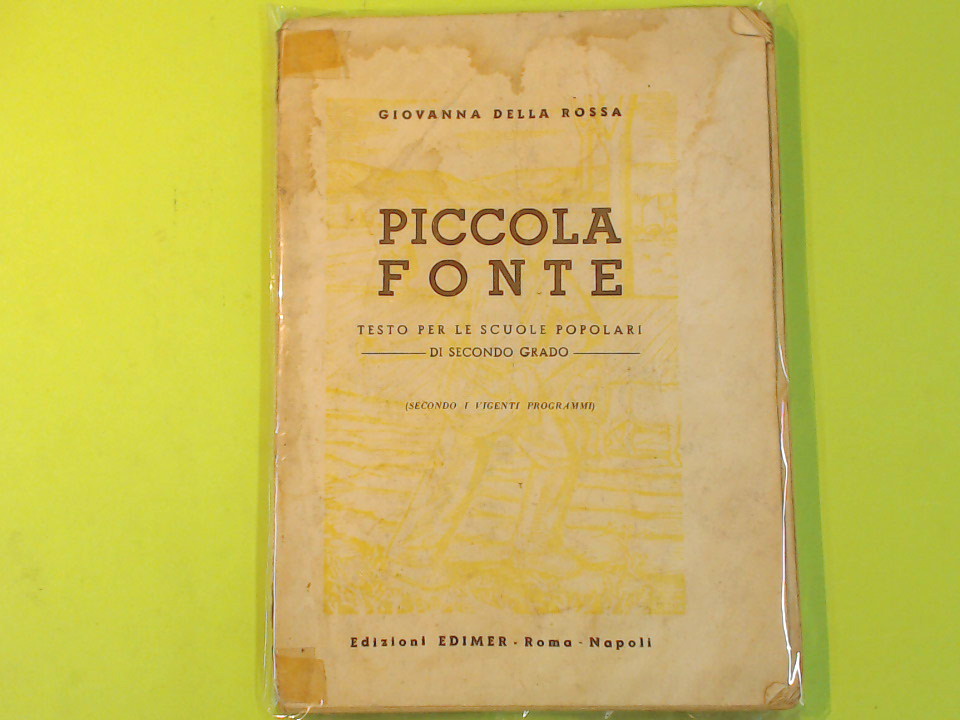 GIOVANNA DELLA ROSSA
PICCOLA
FONTE
TESTO PER LE SCUOLE POPOLARI
DI SECONDO GRADO
(SECONDO I VIGENTI PROGRAMMI)
Edizioni EDIMER - Roma - Napoli